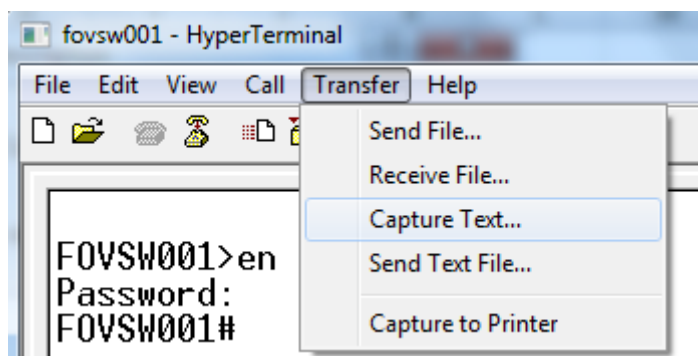 fovsw001 - HyperTerminal
File Edit View Call Transfer Help
Send File...
Receive File...
Capture Text...
Send Text File...
Capture to Printer
FOVSW001>en
Password:
FOVSW001#